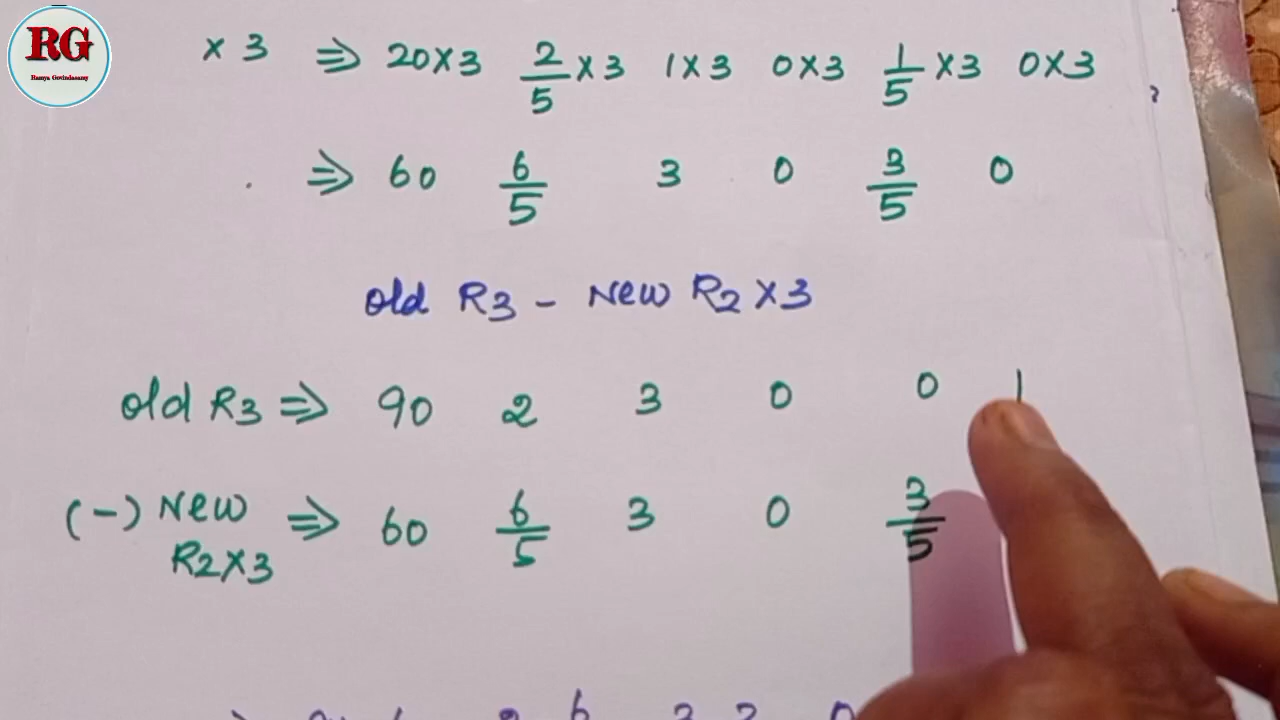 RG
Ramya Govindasamy
× 3 ⇒ 20×3 2/5 ×3 1×3 0×3 1/5 ×3 0×3
⇒ 60 6/5 3 0 3/5 0
old R3 - New R2 ×3
old R3 ⇒ 90 2 3 0 0 1
(-) New R2×3 ⇒ 60 6/5 3 0 3/5